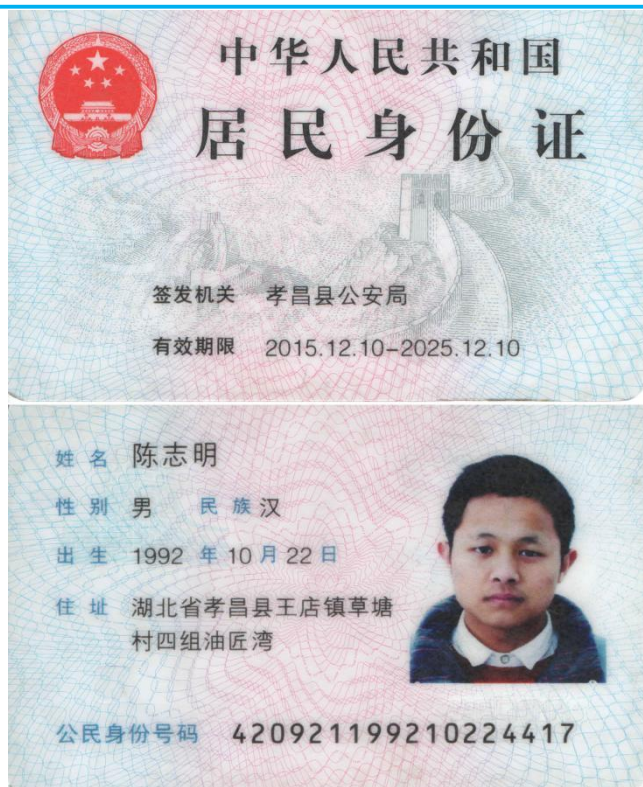 中华人民共和国
居民身份证
签发机关 孝昌县公安局
有效期限 2015.12.10-2025.12.10
姓名 陈志明
性别 男 民族 汉
出生 1992 年 10 月 22 日
住址 湖北省孝昌县王店镇草塘
村四组油匠湾
公民身份号码 420921199210224417